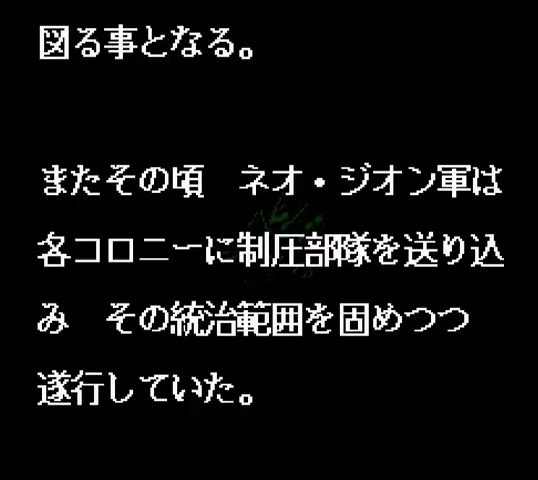 図る事となる。
またその頃　ネオ・ジオン軍は
各コロニーに制圧部隊を送り込
み　その統治範囲を固めつつ
遂行していた。